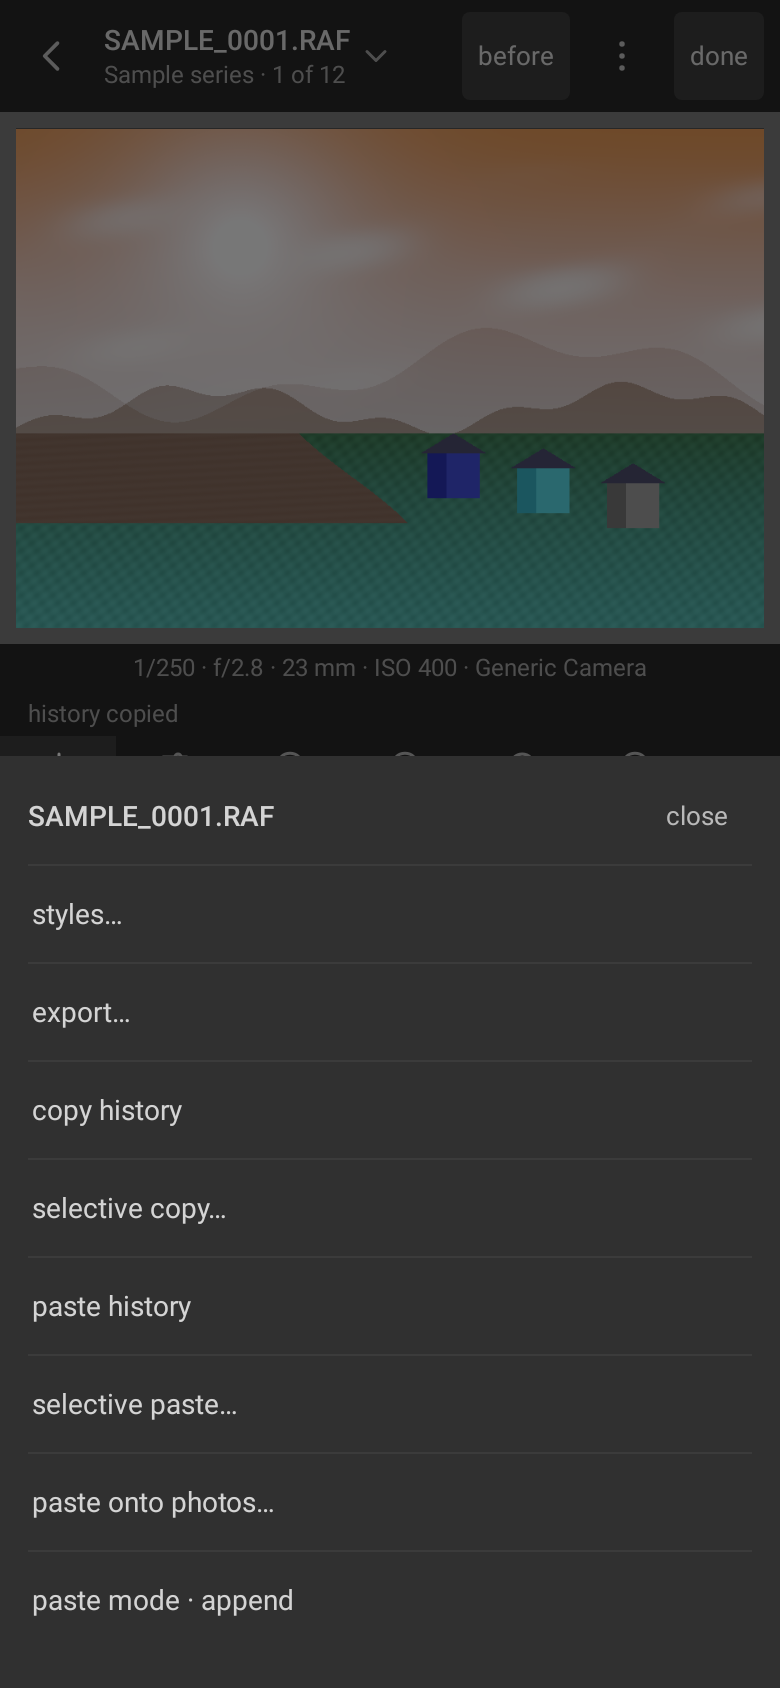 SAMPLE_0001.RAF
Sample series · 1 of 12
before
done
1/250 · f/2.8 · 23 mm · ISO 400 · Generic Camera
history copied
SAMPLE_0001.RAF
close
styles…
export…
copy history
selective copy…
paste history
selective paste…
paste onto photos…
paste mode · append